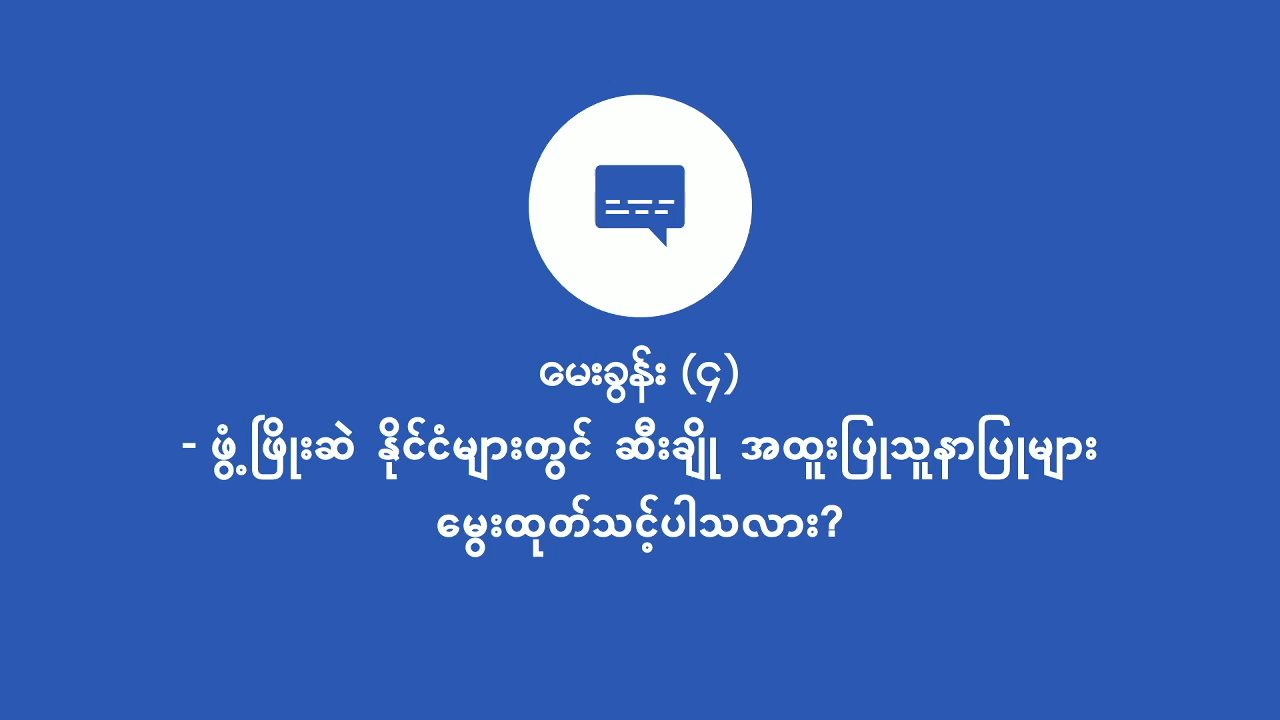 မေးခွန်း (၄)
- ဖွံ့ဖြိုးဆဲ နိုင်ငံများတွင် ဆီးချို အထူးပြုသူနာပြုများ
မွေးထုတ်သင့်ပါသလား?